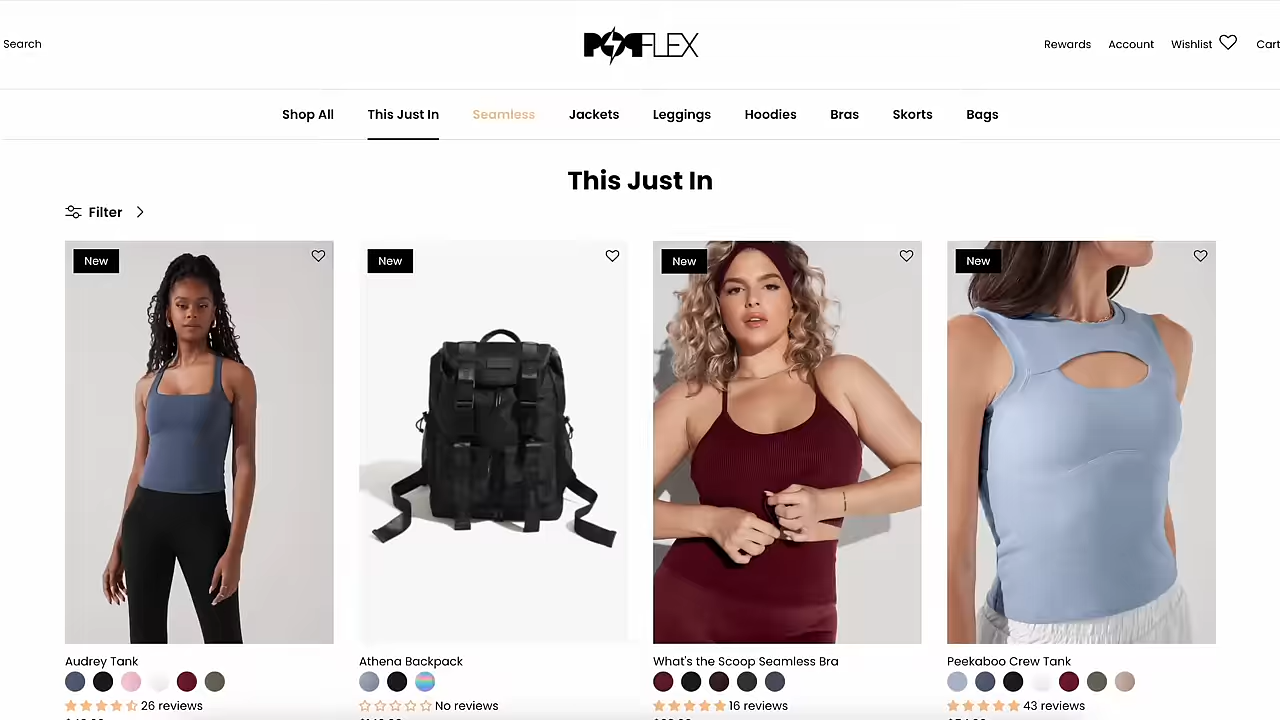 Search
POPFLEX
Rewards Account Wishlist Cart
Shop All This Just In Seamless Jackets Leggings Hoodies Bras Skorts Bags
This Just In
Filter
New
New
New
New
Audrey Tank
26 reviews
Athena Backpack
No reviews
What's the Scoop Seamless Bra
16 reviews
Peekaboo Crew Tank
43 reviews